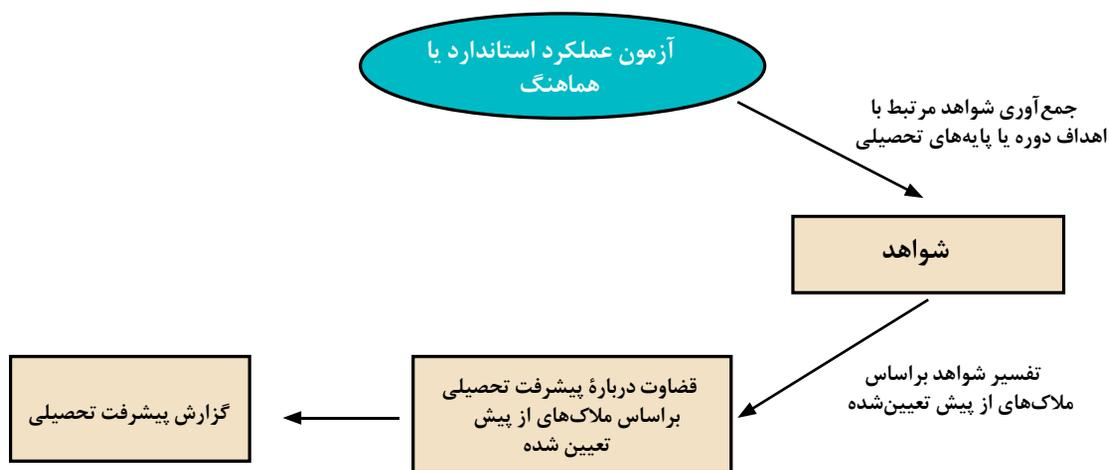 آزمون عملکرد استاندارد یا
هماهنگ
جمع‌آوری شواهد مرتبط با
اهداف دوره یا پایه‌های تحصیلی
شواهد
تفسیر شواهد براساس
ملاک‌های از پیش تعیین‌شده
قضاوت دربارهٔ پیشرفت تحصیلی
براساس ملاک‌های از پیش
تعیین شده
گزارش پیشرفت تحصیلی